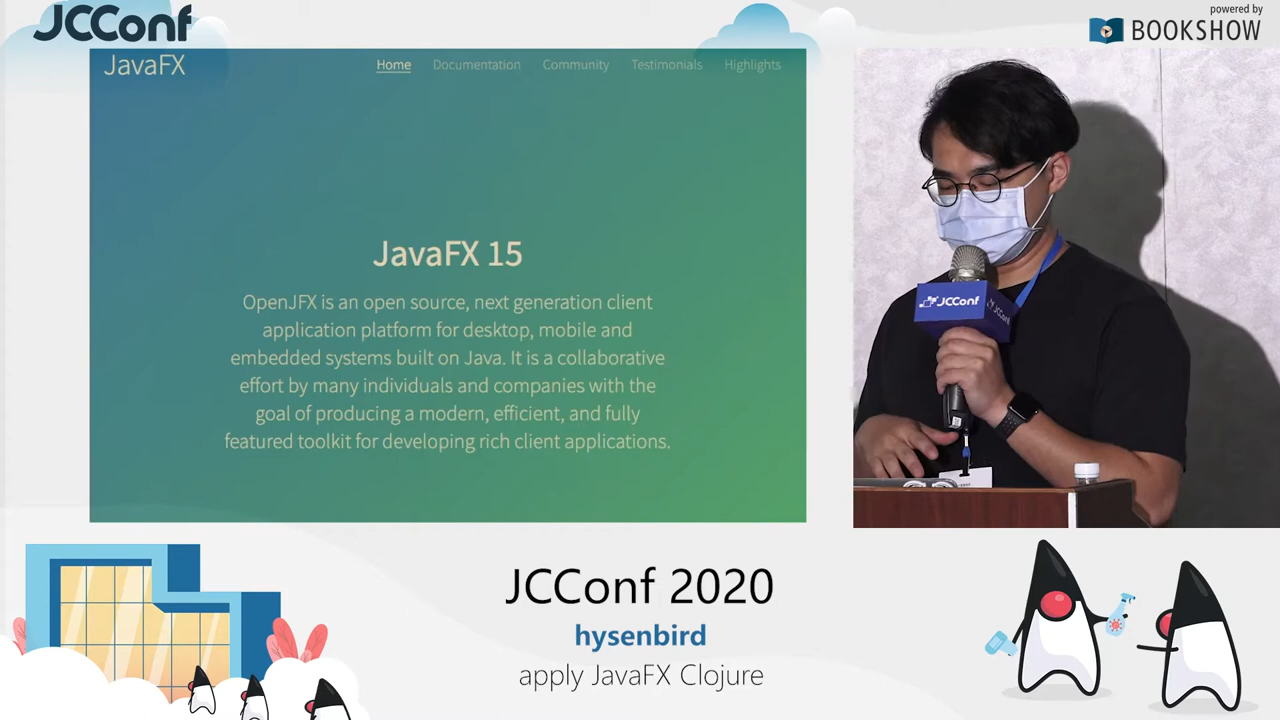 JCConf
powered by
BOOKSHOW
JavaFX
Home
Documentation
Community
Testimonials
Highlights
JavaFX 15
OpenJFX is an open source, next generation client
application platform for desktop, mobile and
embedded systems built on Java. It is a collaborative
effort by many individuals and companies with the
goal of producing a modern, efficient, and fully
featured toolkit for developing rich client applications.
JCConf
JCConf
JCConf 2020
hysenbird
apply JavaFX Clojure